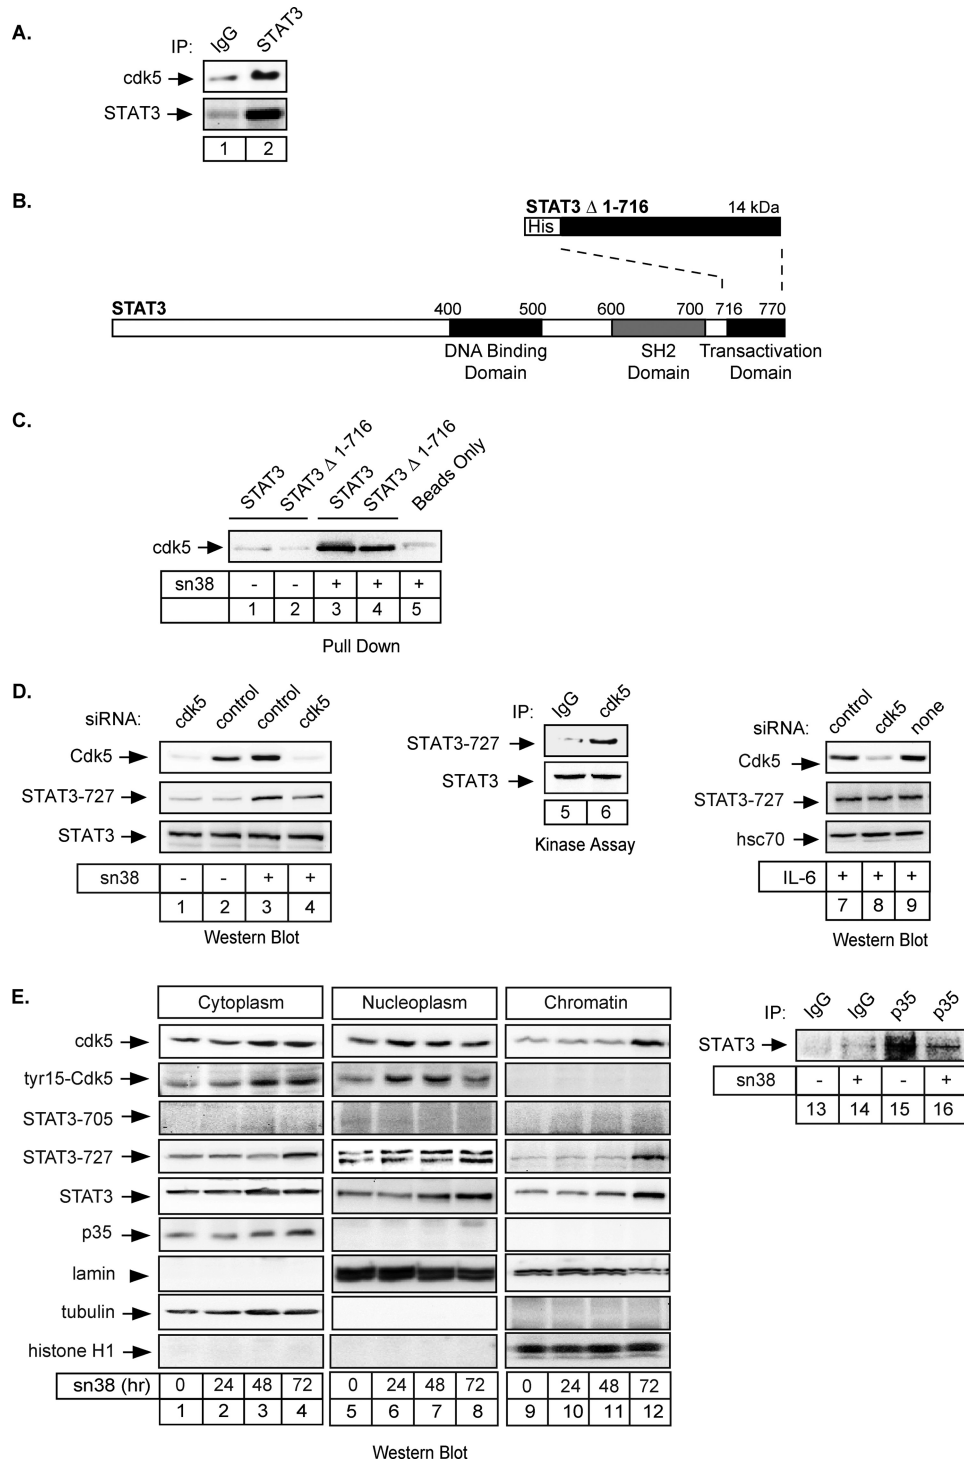 A.
IP: IgG STAT3
cdk5
STAT3
1 2
B.
STAT3 Δ 1-716 14 kDa
His
STAT3 400 500 600 700 716 770
DNA Binding Domain
SH2 Domain
Transactivation Domain
C.
STAT3 STAT3 Δ 1-716 STAT3 STAT3 Δ 1-716 Beads Only
cdk5
sn38 - - + + +
1 2 3 4 5
Pull Down
D.
siRNA: cdk5 control control cdk5
Cdk5
STAT3-727
STAT3
sn38 - - + +
1 2 3 4
Western Blot
IP: IgG cdk5
STAT3-727
STAT3
5 6
Kinase Assay
siRNA: control cdk5 none
Cdk5
STAT3-727
hsc70
IL-6 + + +
7 8 9
Western Blot
E.
Cytoplasm Nucleoplasm Chromatin
cdk5
tyr15-Cdk5
STAT3-705
STAT3-727
STAT3
p35
lamin
tubulin
histone H1
sn38 (hr) 0 24 48 72 0 24 48 72 0 24 48 72
1 2 3 4 5 6 7 8 9 10 11 12
Western Blot
IP: IgG IgG p35 p35
STAT3
sn38 - + - +
13 14 15 16